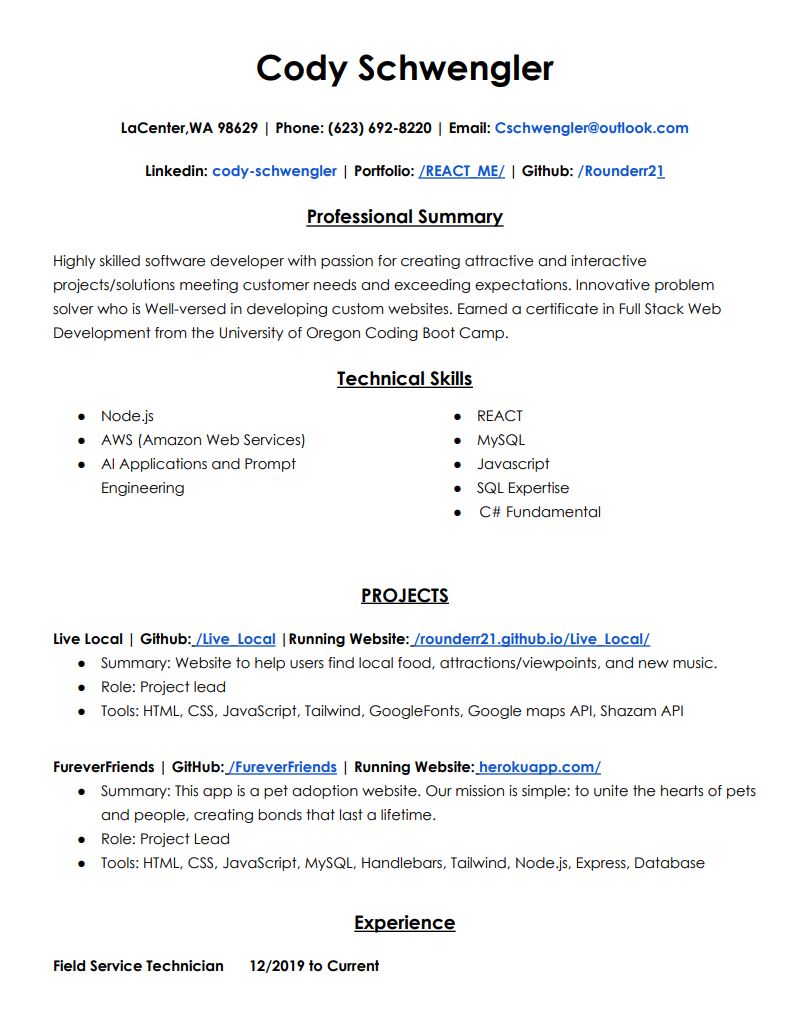 Cody Schwengler
LaCenter,WA 98629 | Phone: (623) 692-8220 | Email: Cschwengler@outlook.com
Linkedin: cody-schwengler | Portfolio: /REACT_ME/ | Github: /Rounderr21
Professional Summary
Highly skilled software developer with passion for creating attractive and interactive
projects/solutions meeting customer needs and exceeding expectations. Innovative problem
solver who is Well-versed in developing custom websites. Earned a certificate in Full Stack Web
Development from the University of Oregon Coding Boot Camp.
Technical Skills
● Node.js
● AWS (Amazon Web Services)
● AI Applications and Prompt
Engineering
● REACT
● MySQL
● Javascript
● SQL Expertise
● C# Fundamental
PROJECTS
Live Local | Github: /Live_Local |Running Website: /rounderr21.github.io/Live_Local/
● Summary: Website to help users find local food, attractions/viewpoints, and new music.
● Role: Project lead
● Tools: HTML, CSS, JavaScript, Tailwind, GoogleFonts, Google maps API, Shazam API
FureverFriends | GitHub: /FureverFriends | Running Website: herokuapp.com/
● Summary: This app is a pet adoption website. Our mission is simple: to unite the hearts of pets
and people, creating bonds that last a lifetime.
● Role: Project Lead
● Tools: HTML, CSS, JavaScript, MySQL, Handlebars, Tailwind, Node.js, Express, Database
Experience
Field Service Technician 12/2019 to Current